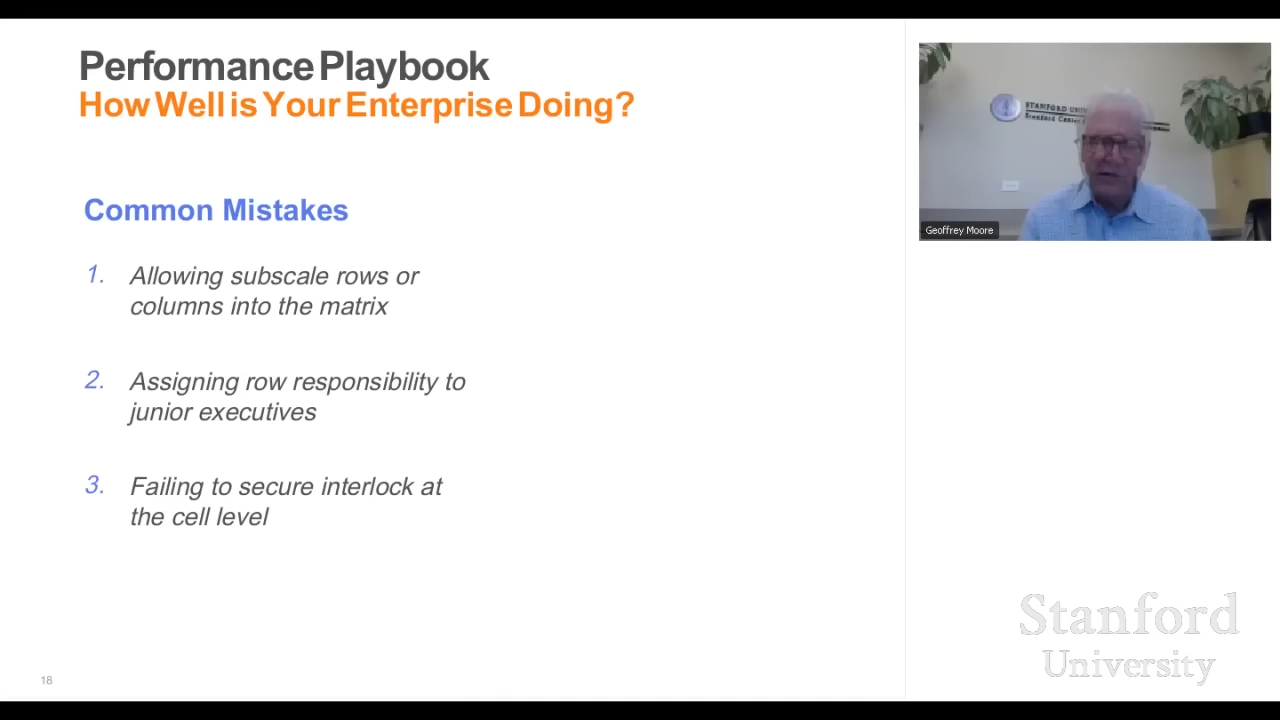 Performance Playbook
How Well is Your Enterprise Doing?
Common Mistakes
1. Allowing subscale rows or
columns into the matrix
2. Assigning row responsibility to
junior executives
3. Failing to secure interlock at
the cell level
18
STANFORD
Stanford
Geoffrey Moore
Stanford
University